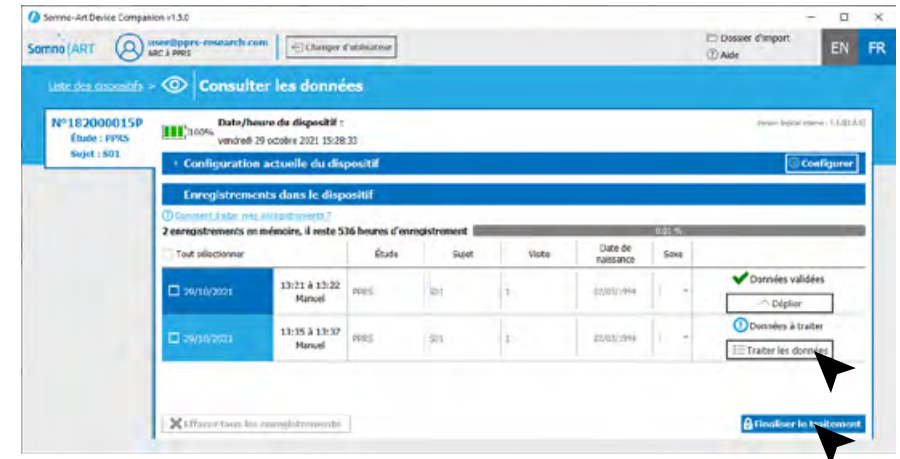 Somno-Art Device Companion v1.3.0
Somno ART
user@pprs-research.com
ARC à PPRS
Changer d'utilisateur
Dossier d'import
Aide
EN FR
Liste des dispositifs > Consulter les données
N°182000015P
Étude : PPRS
Sujet : S01
100%
Date/heure du dispositif :
vendredi 29 octobre 2021 15:28:33
Configuration actuelle du dispositif
Configurer
Enregistrements dans le dispositif
Comment traiter mes enregistrements ?
2 enregistrements en mémoire, il reste 536 heures d'enregistrement
0.01 %
Tout sélectionner Étude Sujet Visite Date de naissance Sexe
29/10/2021 13:21 à 13:22 Manuel PPRS S01 1
Données validées
Déplier
29/10/2021 13:35 à 13:37 Manuel PPRS S01 1
Données à traiter
Traiter les données
Effacer tous les enregistrements
Finaliser le traitement